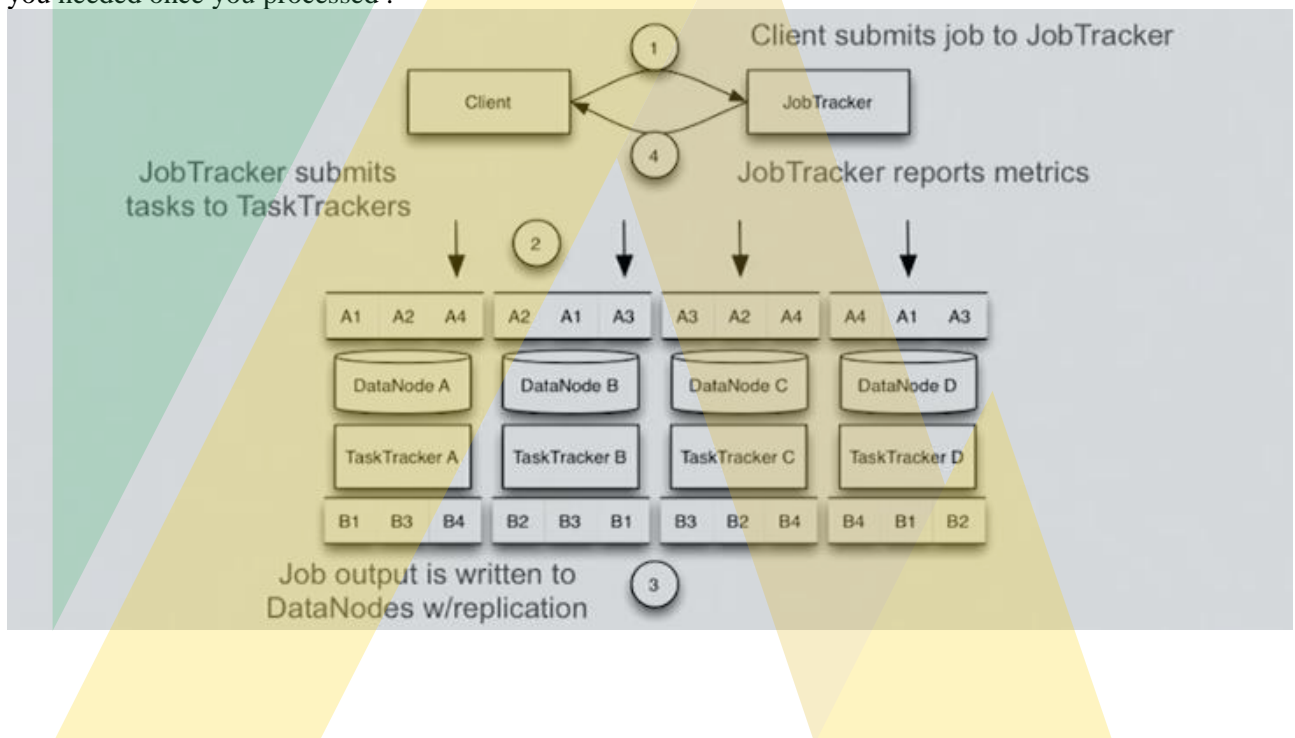 you needed once you processed .
1
Client submits job to JobTracker
Client
JobTracker
4
JobTracker submits
tasks to TaskTrackers
JobTracker reports metrics
2
A1 A2 A4 A2 A1 A3 A3 A2 A4 A4 A1 A3
DataNode A DataNode B DataNode C DataNode D
TaskTracker A TaskTracker B TaskTracker C TaskTracker D
B1 B3 B4 B2 B3 B1 B3 B2 B4 B4 B1 B2
Job output is written to
DataNodes w/replication
3